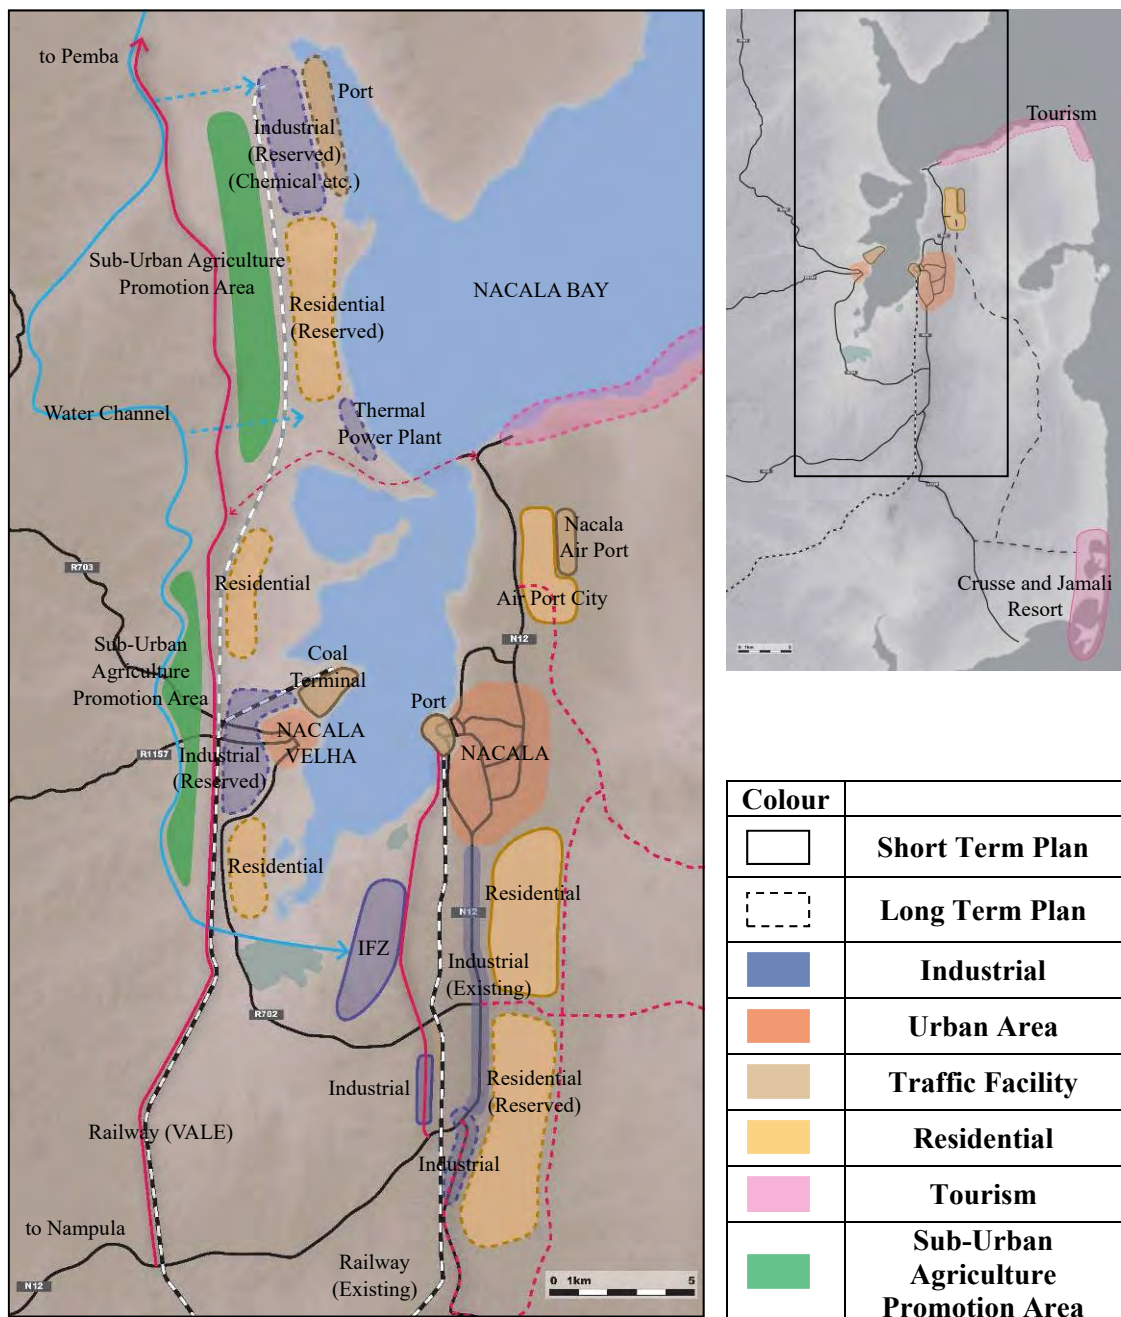 to Pemba
Port
Industrial
(Reserved)
(Chemical etc.)
Sub-Urban Agriculture
Promotion Area
Residential
(Reserved)
NACALA BAY
Water Channel
Thermal
Power Plant
Nacala
Air Port
Air Port City
R703
Residential
N12
Sub-Urban
Agriculture
Promotion Area
Coal
Terminal
Port
NACALA
VELHA
NACALA
R1157
Industrial
(Reserved)
Residential
Residential
N12
IFZ
Industrial
(Existing)
R702
Industrial
Residential
(Reserved)
Railway (VALE)
Industrial
to Nampula
Railway
(Existing)
N12
0 1km 5
Tourism
Crusse and Jamali
Resort
Colour
Short Term Plan
Long Term Plan
Industrial
Urban Area
Traffic Facility
Residential
Tourism
Sub-Urban
Agriculture
Promotion Area